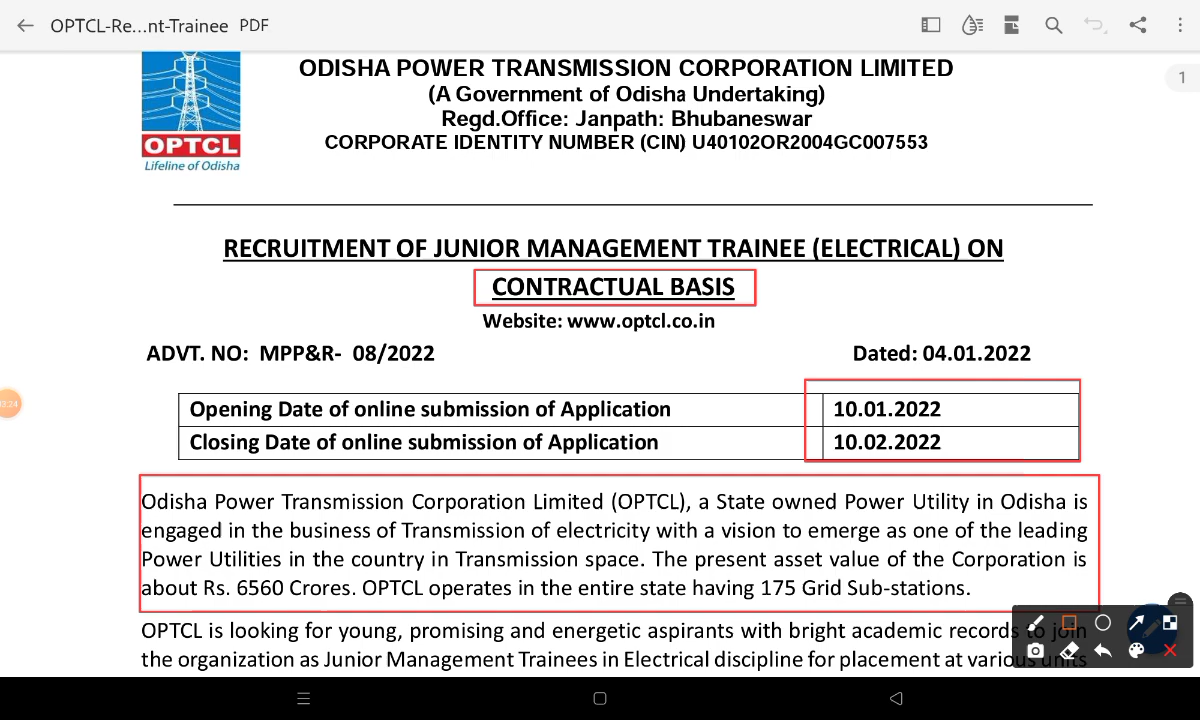 OPTCL-Re...nt-Trainee PDF
1
OPTCL
Lifeline of Odisha
ODISHA POWER TRANSMISSION CORPORATION LIMITED
(A Government of Odisha Undertaking)
Regd.Office: Janpath: Bhubaneswar
CORPORATE IDENTITY NUMBER (CIN) U40102OR2004GC007553
RECRUITMENT OF JUNIOR MANAGEMENT TRAINEE (ELECTRICAL) ON
CONTRACTUAL BASIS
Website: www.optcl.co.in
ADVT. NO: MPP&R- 08/2022 Dated: 04.01.2022
Opening Date of online submission of Application 10.01.2022
Closing Date of online submission of Application 10.02.2022
Odisha Power Transmission Corporation Limited (OPTCL), a State owned Power Utility in Odisha is
engaged in the business of Transmission of electricity with a vision to emerge as one of the leading
Power Utilities in the country in Transmission space. The present asset value of the Corporation is
about Rs. 6560 Crores. OPTCL operates in the entire state having 175 Grid Sub-stations.
OPTCL is looking for young, promising and energetic aspirants with bright academic records to join
the organization as Junior Management Trainees in Electrical discipline for placement at various units